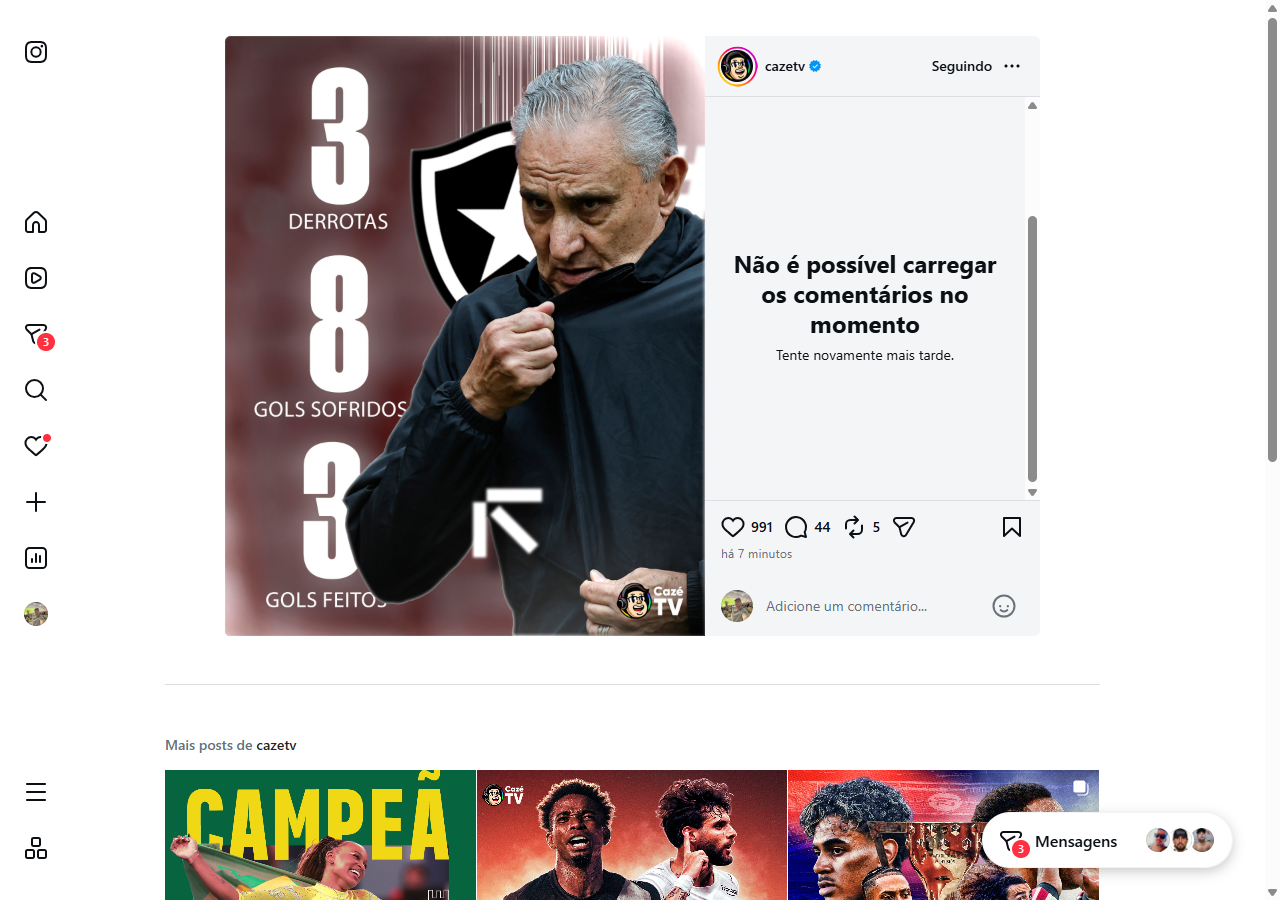 3
DERROTAS
8
GOLS SOFRIDOS
3
GOLS FEITOS
Cazé
TV
cazetv
Seguindo
Não é possível carregar
os comentários no
momento
Tente novamente mais tarde.
991
44
5
há 7 minutos
Adicione um comentário...
3
Mais posts de cazetv
CAMPEÃ
Cazé
TV
3
Mensagens